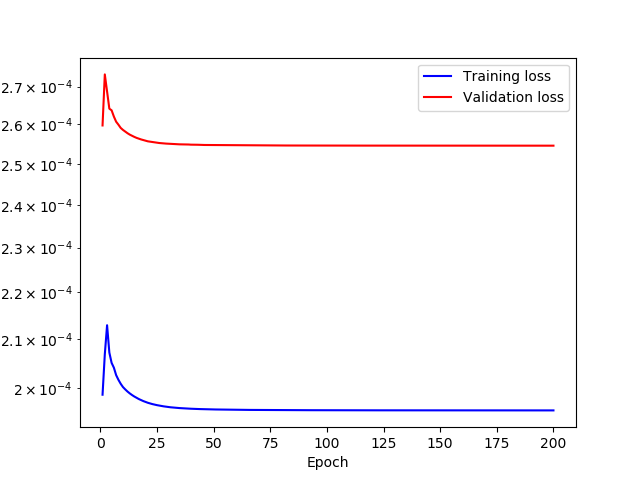 Training loss
Validation loss
2.7 × 10⁻⁴
2.6 × 10⁻⁴
2.5 × 10⁻⁴
2.4 × 10⁻⁴
2.3 × 10⁻⁴
2.2 × 10⁻⁴
2.1 × 10⁻⁴
2 × 10⁻⁴
0 25 50 75 100 125 150 175 200
Epoch